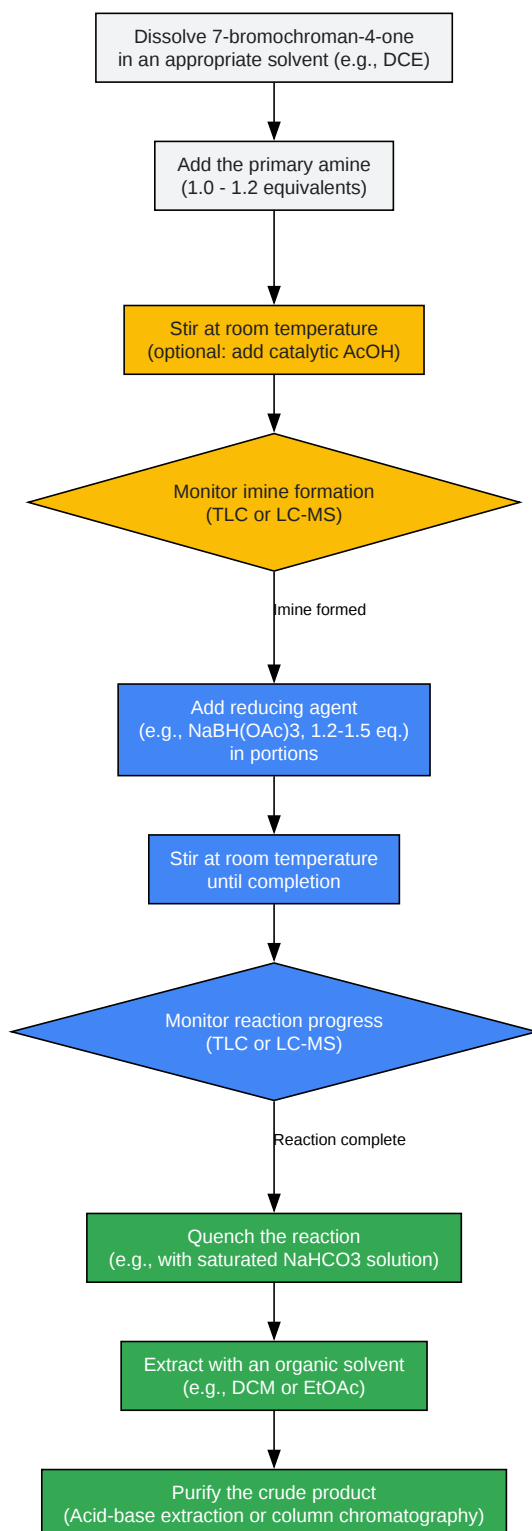 Dissolve 7-bromochroman-4-one
in an appropriate solvent (e.g., DCE)
Add the primary amine
(1.0 - 1.2 equivalents)
Stir at room temperature
(optional: add catalytic AcOH)
Monitor imine formation
(TLC or LC-MS)
Imine formed
Add reducing agent
(e.g., NaBH(OAc)3, 1.2-1.5 eq.)
in portions
Stir at room temperature
until completion
Monitor reaction progress
(TLC or LC-MS)
Reaction complete
Quench the reaction
(e.g., with saturated NaHCO3 solution)
Extract with an organic solvent
(e.g., DCM or EtOAc)
Purify the crude product
(Acid-base extraction or column chromatography)